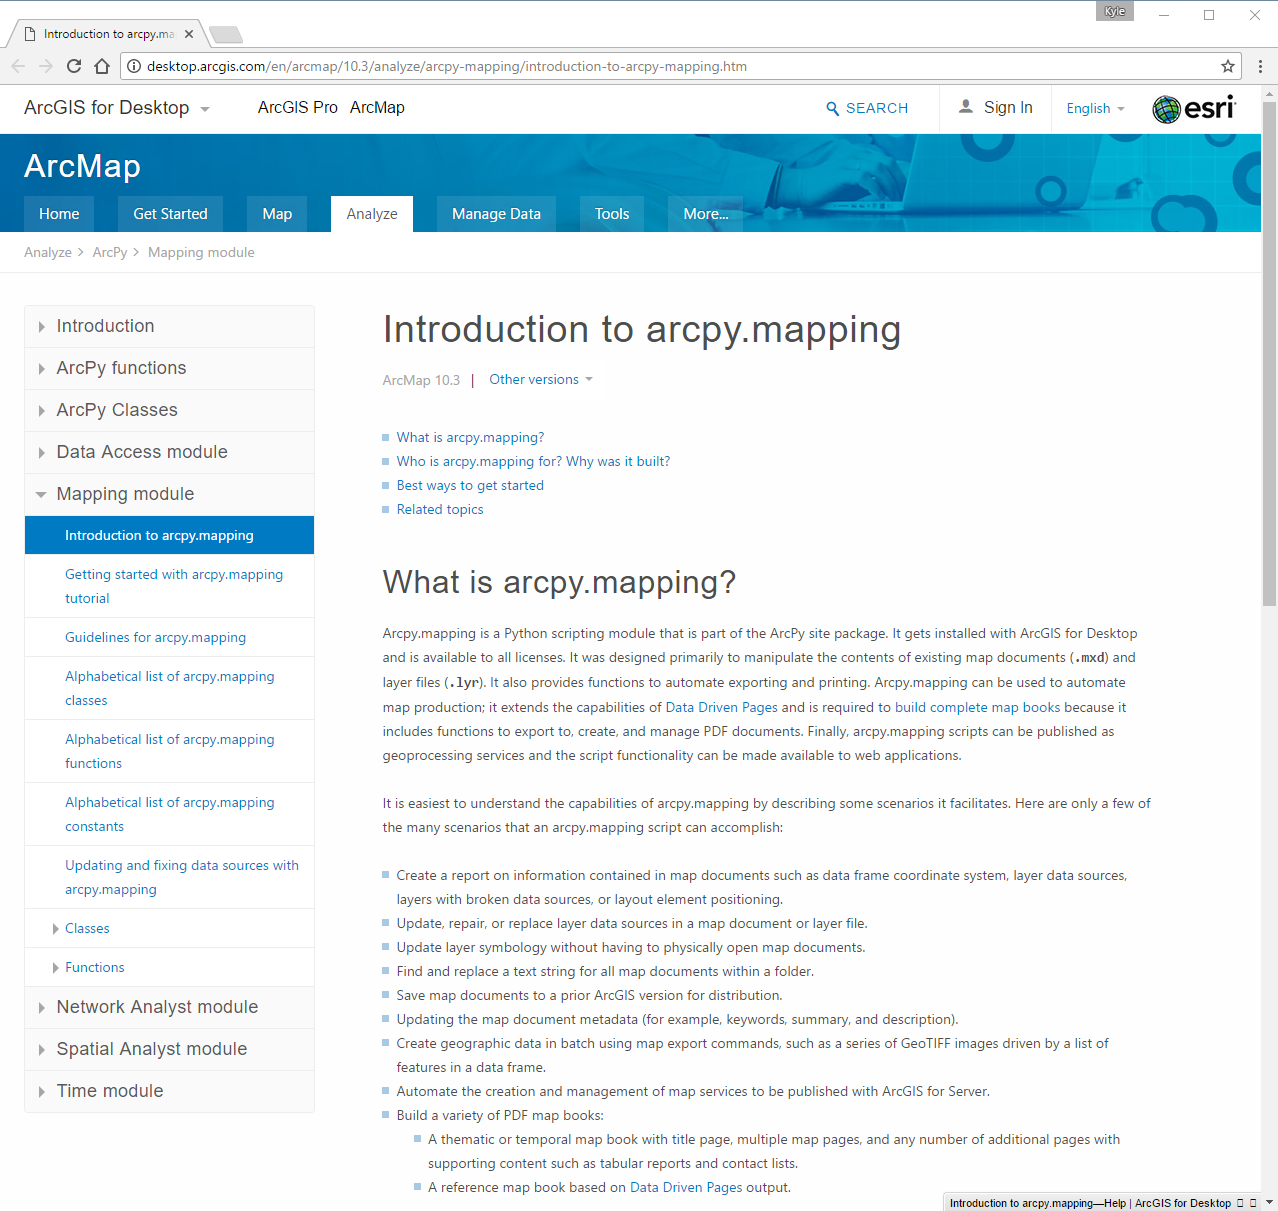 Kyle
Introduction to arcpy.ma
desktop.arcgis.com/en/arcmap/10.3/analyze/arcpy-mapping/introduction-to-arcpy-mapping.htm
ArcGIS for Desktop ArcGIS Pro ArcMap SEARCH Sign In English esri
ArcMap
Home Get Started Map Analyze Manage Data Tools More...
Analyze > ArcPy > Mapping module
Introduction
ArcPy functions
ArcPy Classes
Data Access module
Mapping module
Introduction to arcpy.mapping
Getting started with arcpy.mapping
tutorial
Guidelines for arcpy.mapping
Alphabetical list of arcpy.mapping
classes
Alphabetical list of arcpy.mapping
functions
Alphabetical list of arcpy.mapping
constants
Updating and fixing data sources with
arcpy.mapping
Classes
Functions
Network Analyst module
Spatial Analyst module
Time module
Introduction to arcpy.mapping
ArcMap 10.3 | Other versions
What is arcpy.mapping?
Who is arcpy.mapping for? Why was it built?
Best ways to get started
Related topics
What is arcpy.mapping?
Arcpy.mapping is a Python scripting module that is part of the ArcPy site package. It gets installed with ArcGIS for Desktop
and is available to all licenses. It was designed primarily to manipulate the contents of existing map documents (.mxd) and
layer files (.lyr). It also provides functions to automate exporting and printing. Arcpy.mapping can be used to automate
map production; it extends the capabilities of Data Driven Pages and is required to build complete map books because it
includes functions to export to, create, and manage PDF documents. Finally, arcpy.mapping scripts can be published as
geoprocessing services and the script functionality can be made available to web applications.
It is easiest to understand the capabilities of arcpy.mapping by describing some scenarios it facilitates. Here are only a few of
the many scenarios that an arcpy.mapping script can accomplish:
Create a report on information contained in map documents such as data frame coordinate system, layer data sources,
layers with broken data sources, or layout element positioning.
Update, repair, or replace layer data sources in a map document or layer file.
Update layer symbology without having to physically open map documents.
Find and replace a text string for all map documents within a folder.
Save map documents to a prior ArcGIS version for distribution.
Updating the map document metadata (for example, keywords, summary, and description).
Create geographic data in batch using map export commands, such as a series of GeoTIFF images driven by a list of
features in a data frame.
Automate the creation and management of map services to be published with ArcGIS for Server.
Build a variety of PDF map books:
A thematic or temporal map book with title page, multiple map pages, and any number of additional pages with
supporting content such as tabular reports and contact lists.
A reference map book based on Data Driven Pages output.
Introduction to arcpy.mapping—Help | ArcGIS for Desktop